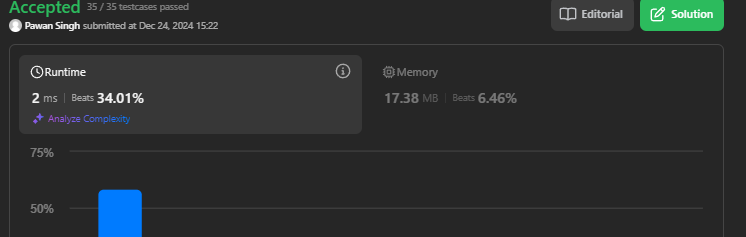 Accepted 35 / 35 testcases passed
Pawan Singh submitted at Dec 24, 2024 15:22
Editorial
Solution
Runtime
2 ms | Beats 34.01%
Analyze Complexity
Memory
17.38 MB | Beats 6.46%
75%
50%